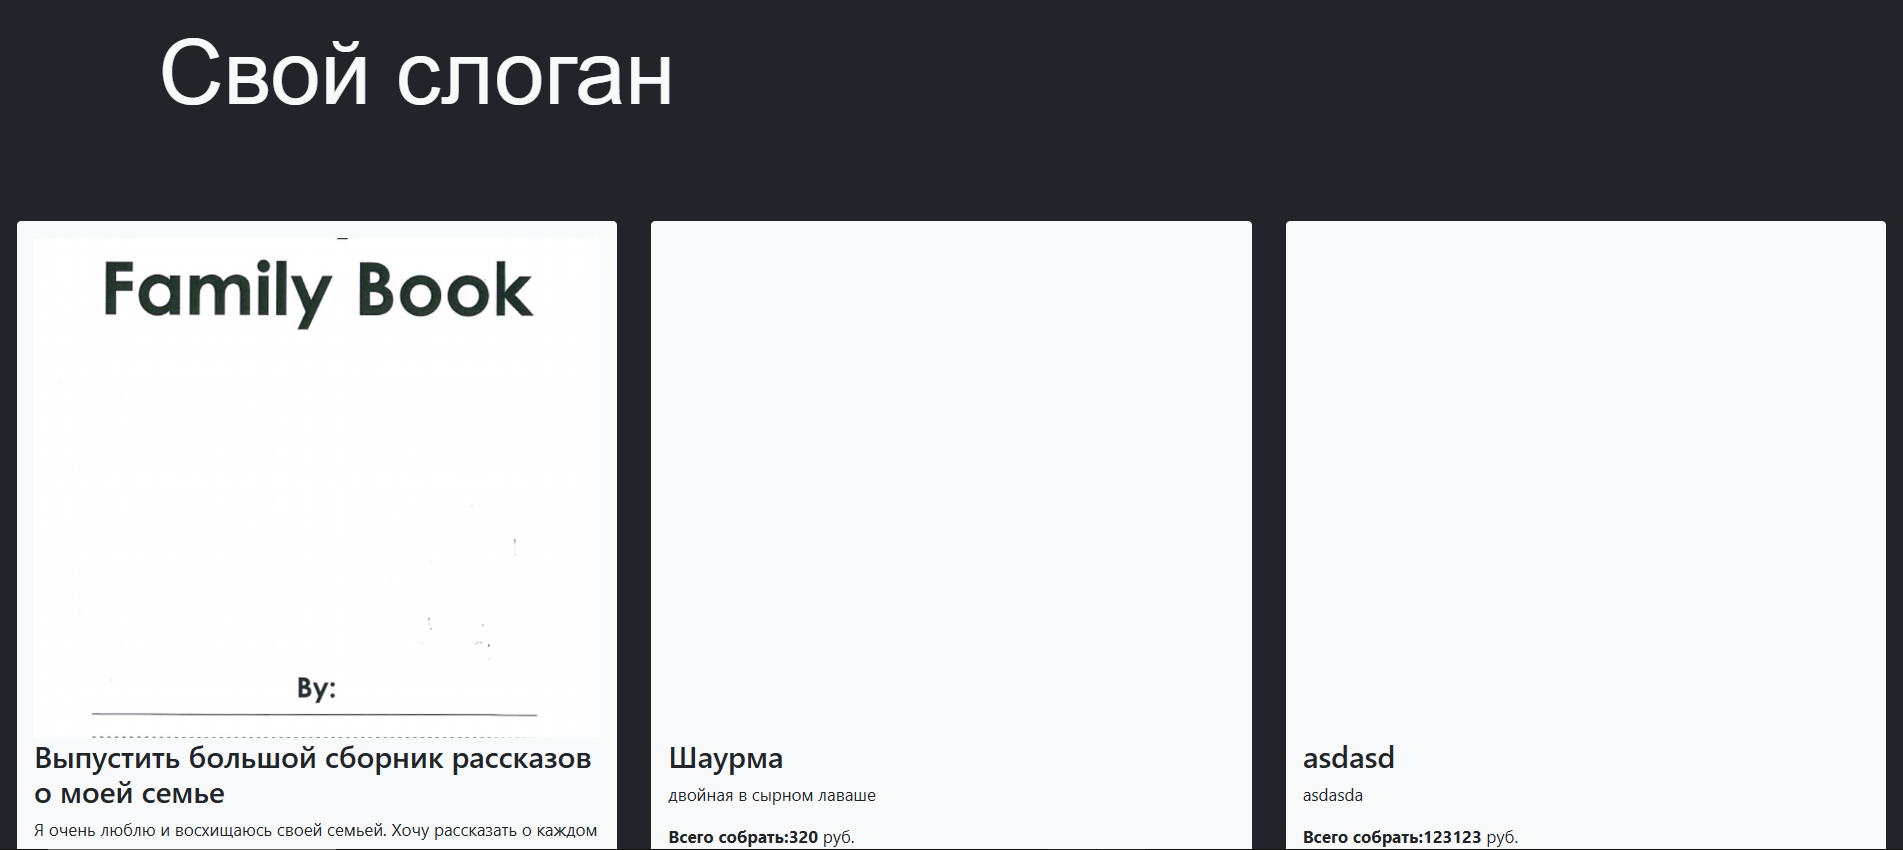 Свой слоган
Family Book
By:
Выпустить большой сборник рассказов
о моей семье
Я очень люблю и восхищаюсь своей семьей. Хочу рассказать о каждом
Шаурма
двойная в сырном лаваше
Всего собрать:320 руб.
asdasd
asdasda
Всего собрать:123123 руб.